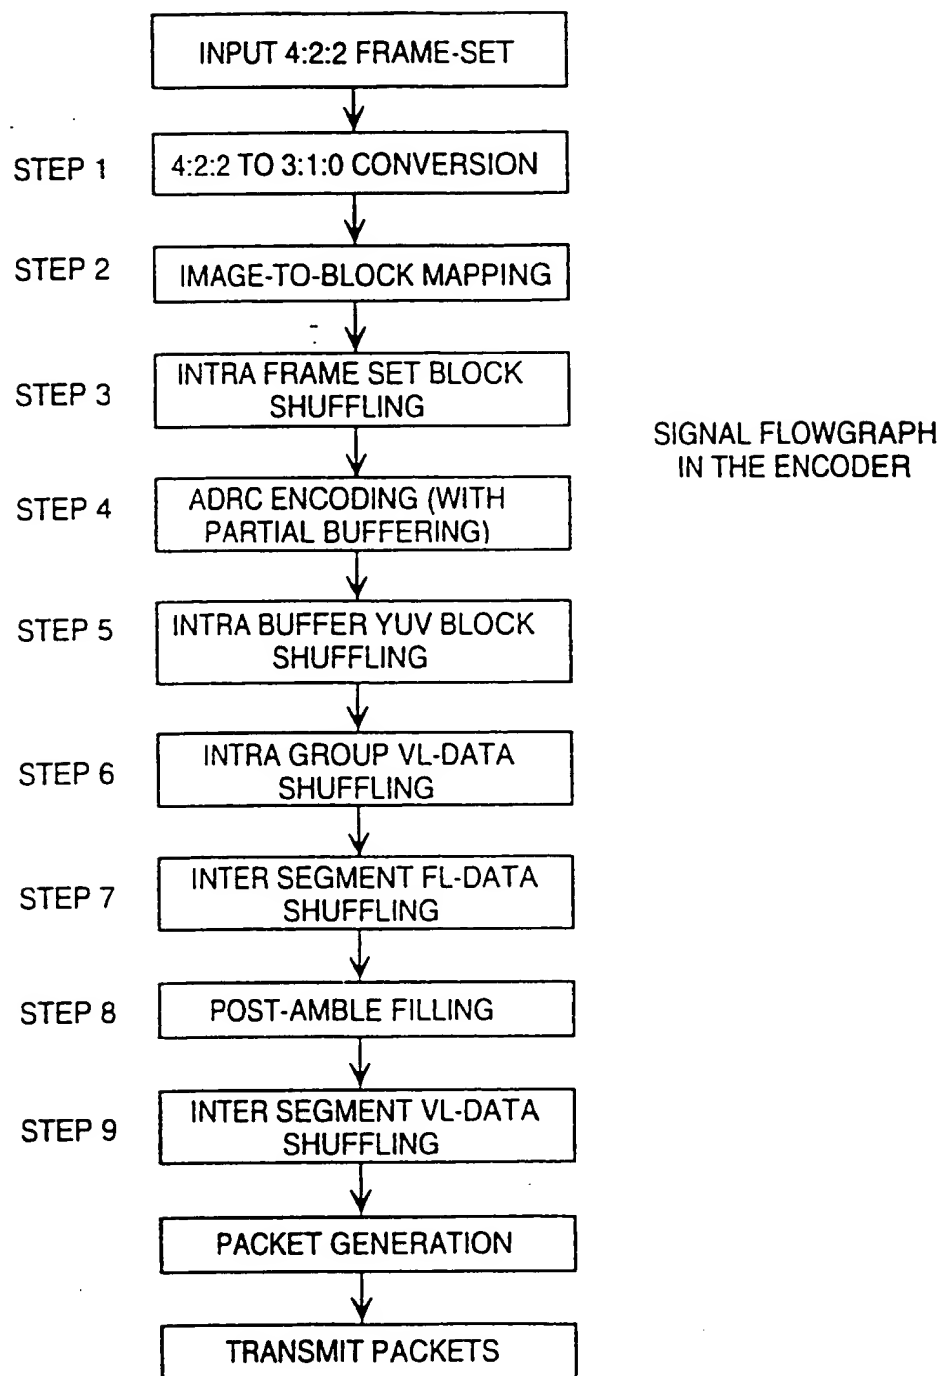 INPUT 4:2:2 FRAME-SET
STEP 1
4:2:2 TO 3:1:0 CONVERSION
STEP 2
IMAGE-TO-BLOCK MAPPING
STEP 3
INTRA FRAME SET BLOCK
SHUFFLING
SIGNAL FLOWGRAPH
IN THE ENCODER
STEP 4
ADRC ENCODING (WITH
PARTIAL BUFFERING)
STEP 5
INTRA BUFFER YUV BLOCK
SHUFFLING
STEP 6
INTRA GROUP VL-DATA
SHUFFLING
STEP 7
INTER SEGMENT FL-DATA
SHUFFLING
STEP 8
POST-AMBLE FILLING
STEP 9
INTER SEGMENT VL-DATA
SHUFFLING
PACKET GENERATION
TRANSMIT PACKETS